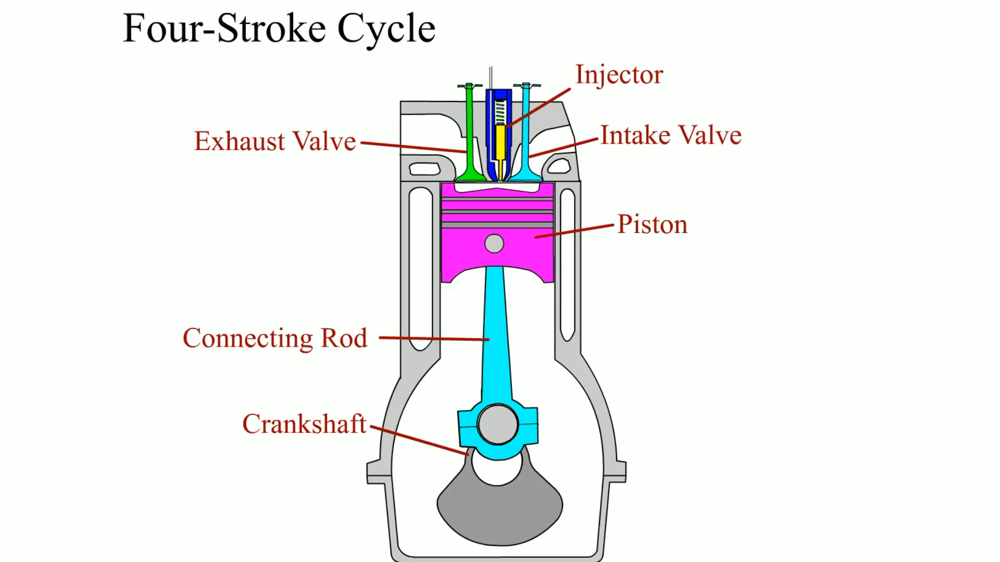 Four-Stroke Cycle
Injector
Exhaust Valve
Intake Valve
Piston
Connecting Rod
Crankshaft